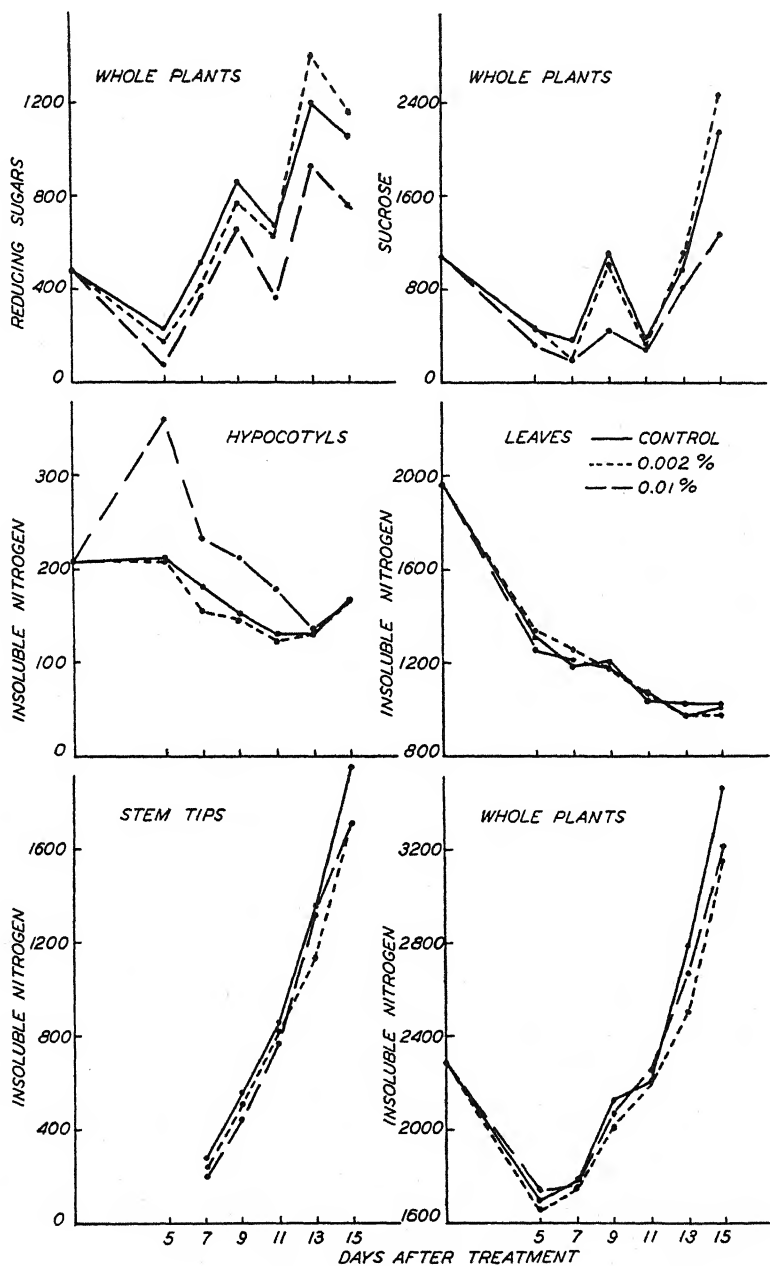 WHOLE PLANTS
REDUCING SUGARS
1200
800
400
0
WHOLE PLANTS
SUCROSE
2400
1600
800
0
HYPOCOTYLS
INSOLUBLE NITROGEN
300
200
100
0
LEAVES
CONTROL
0.002 %
0.01 %
INSOLUBLE NITROGEN
2000
1600
1200
800
STEM TIPS
INSOLUBLE NITROGEN
1600
1200
800
400
0
5 7 9 11 13 15
WHOLE PLANTS
INSOLUBLE NITROGEN
3200
2800
2400
2000
1600
5 7 9 11 13 15
DAYS AFTER TREATMENT